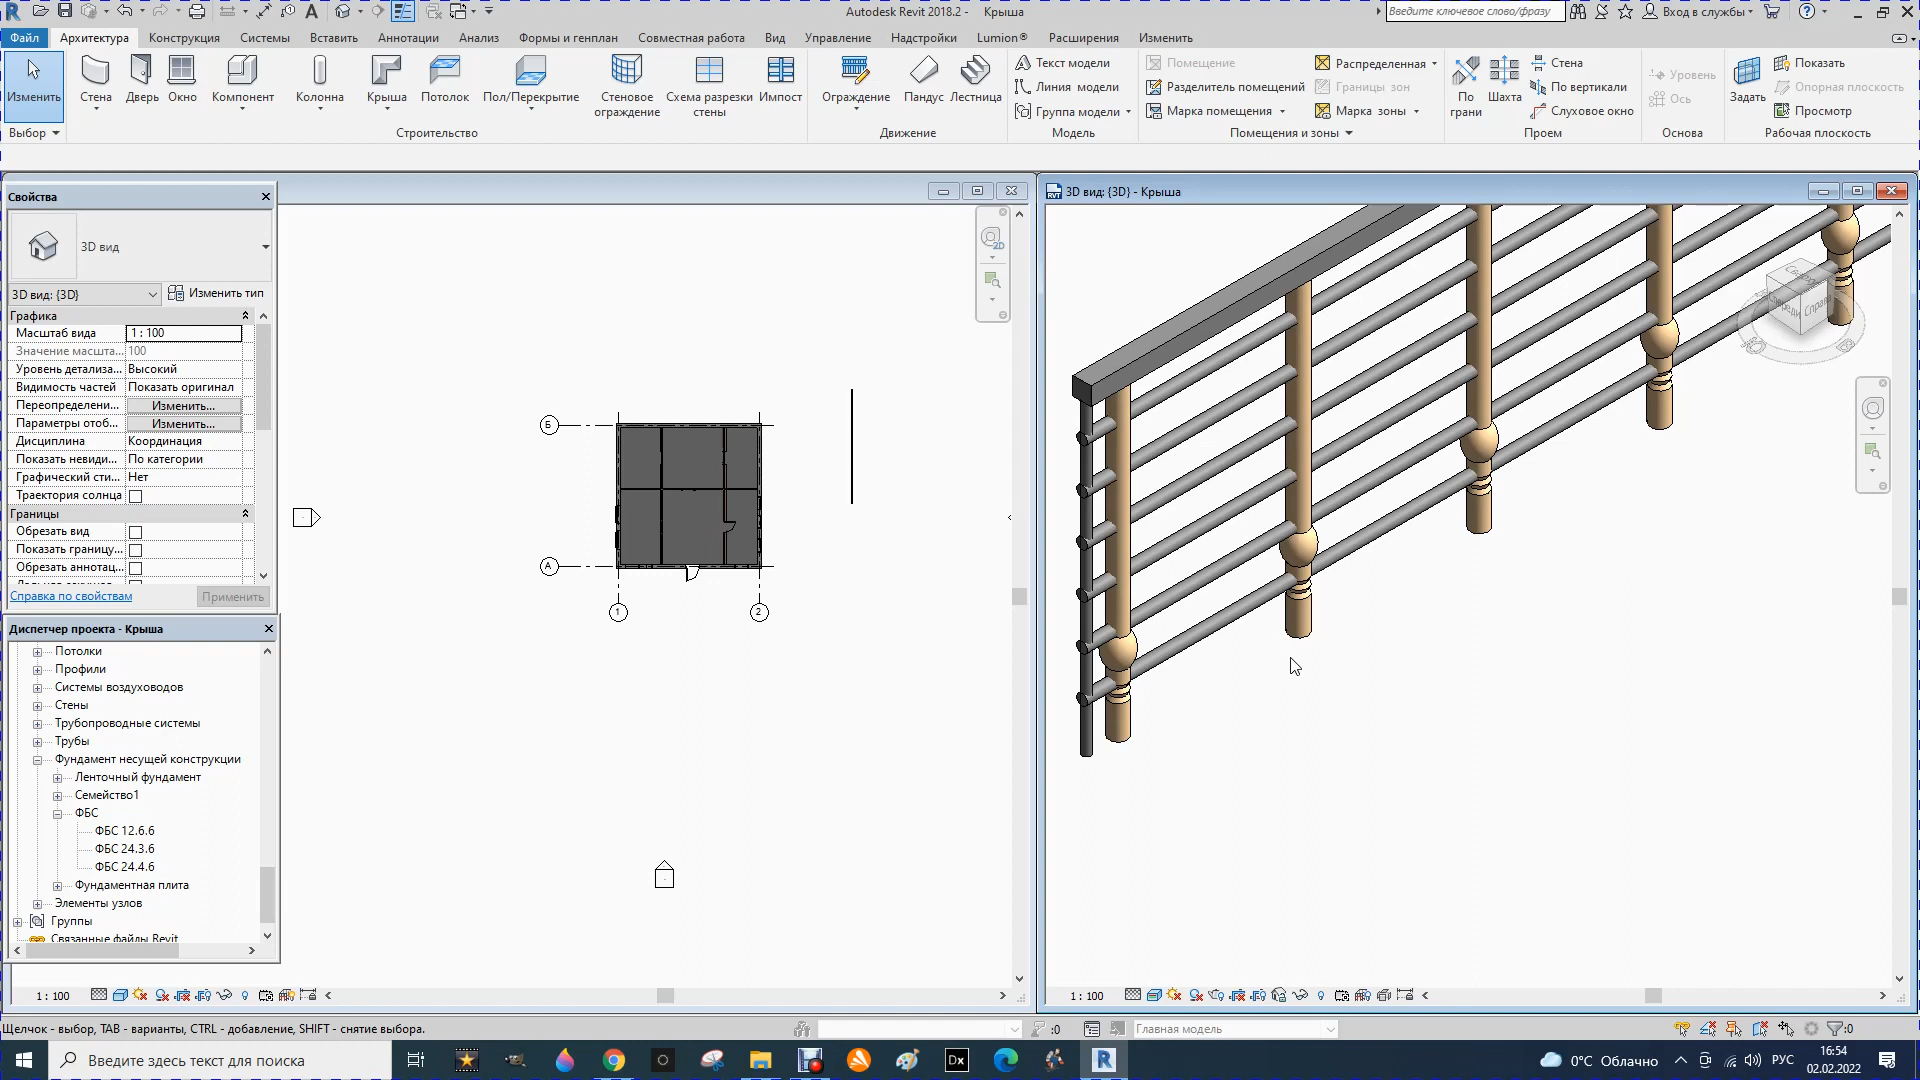 Autodesk Revit 2018.2 - Крыша
Введите ключевое слово/фразу
Вход в службы
Файл Архитектура Конструкция Системы Вставить Аннотации Анализ Формы и генплан Совместная работа Вид Управление Надстройки Lumion® Расширения Изменить
Изменить
Стена
Дверь
Окно
Компонент
Колонна
Крыша
Потолок
Пол/Перекрытие
Стеновое ограждение
Схема разрезки стены
Импост
Ограждение
Пандус
Лестница
Текст модели
Линия модели
Группа модели
Помещение
Разделитель помещений
Марка помещения
Распределенная
Границы зон
Марка зоны
По грани
Шахта
Стена
По вертикали
Слуховое окно
Уровень
Ось
Задать
Показать
Опорная плоскость
Просмотр
Выбор
Строительство
Движение
Модель
Помещения и зоны
Проем
Основа
Рабочая плоскость
Свойства
3D вид
3D вид: {3D}
Изменить тип
Графика
Масштаб вида 1 : 100
Значение масшта... 100
Уровень детализа... Высокий
Видимость частей Показать оригинал
Переопределени... Изменить...
Параметры отоб... Изменить...
Дисциплина Координация
Показать невиди... По категории
Графический сти... Нет
Траектория солнца
Границы
Обрезать вид
Показать границу...
Обрезать аннотац...
Справка по свойствам
Применить
Диспетчер проекта - Крыша
Потолки
Профили
Системы воздуховодов
Стены
Трубопроводные системы
Трубы
Фундамент несущей конструкции
Ленточный фундамент
Семейство1
ФБС
ФБС 12.6.6
ФБС 24.3.6
ФБС 24.4.6
Фундаментная плита
Элементы узлов
Группы
Связанные файлы Revit
2D
Б
А
1
2
1 : 100
3D вид: {3D} - Крыша
Сверху
Спереди
Справа
1 : 100
Щелчок - выбор, TAB - варианты, CTRL - добавление, SHIFT - снятие выбора.
:0
Главная модель
:0
Введите здесь текст для поиска
Dx
R
0°C Облачно
РУС
16:54
02.02.2022